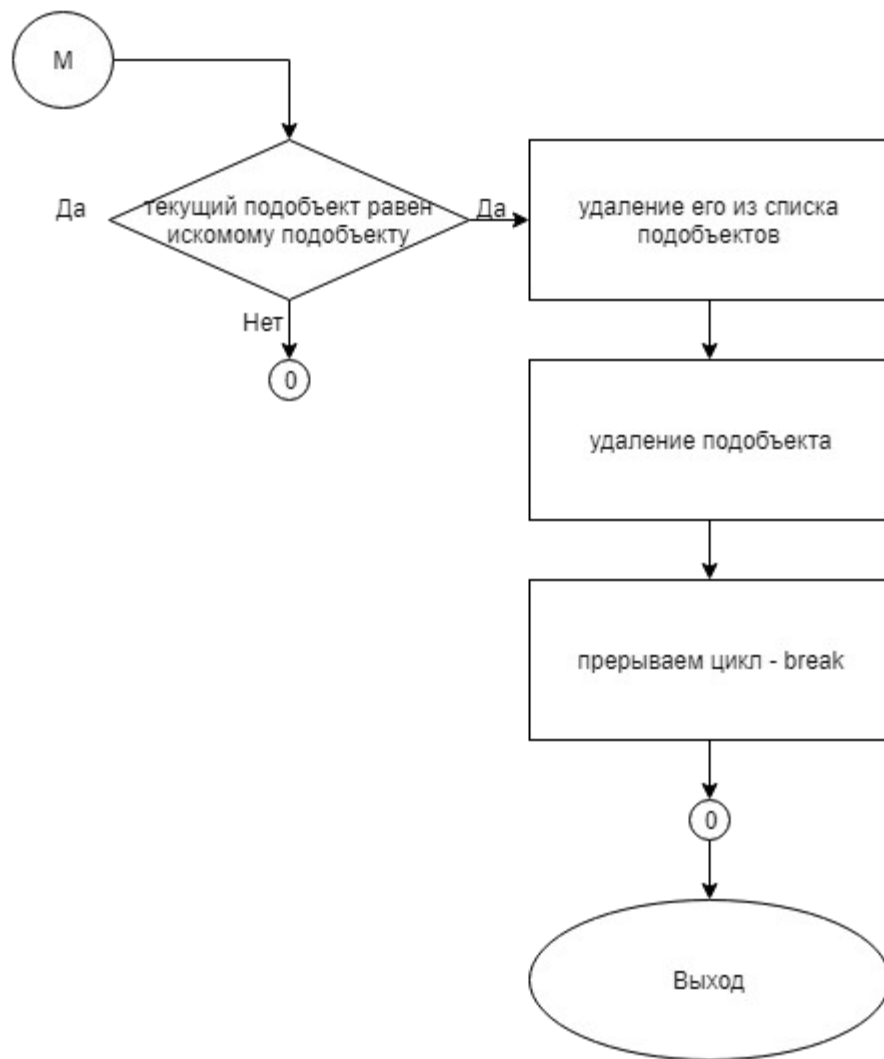 М
Да
текущий подобъект равен
искомому подобъекту
Да
удаление его из списка
подобъектов
Нет
0
удаление подобъекта
прерываем цикл - break
0
Выход